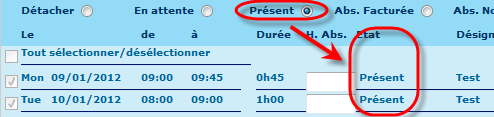 Détacher En attente Présent Abs. Facturée Abs. No
Le de à Durée H. Abs. Etat Désign
Tout sélectionner/désélectionner
Mon 09/01/2012 09:00 09:45 0h45 Présent Test
Tue 10/01/2012 08:00 09:00 1h00 Présent Test